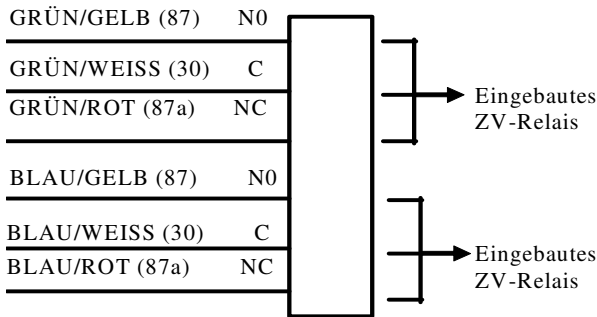 GRÜN/GELB (87) N0
GRÜN/WEISS (30) C
GRÜN/ROT (87a) NC
Eingebautes
ZV-Relais
BLAU/GELB (87) N0
BLAU/WEISS (30) C
BLAU/ROT (87a) NC
Eingebautes
ZV-Relais